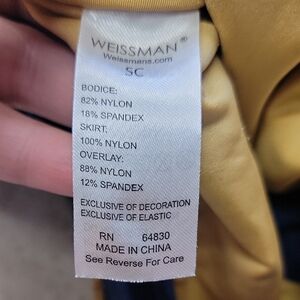 WEISSMAN®
Weissmans.com
SC
BODICE:
82% NYLON
18% SPANDEX
SKIRT:
100% NYLON
OVERLAY:
88% NYLON
12% SPANDEX
EXCLUSIVE OF DECORATION
EXCLUSIVE OF ELASTIC
RN 64830
MADE IN CHINA
See Reverse For Care